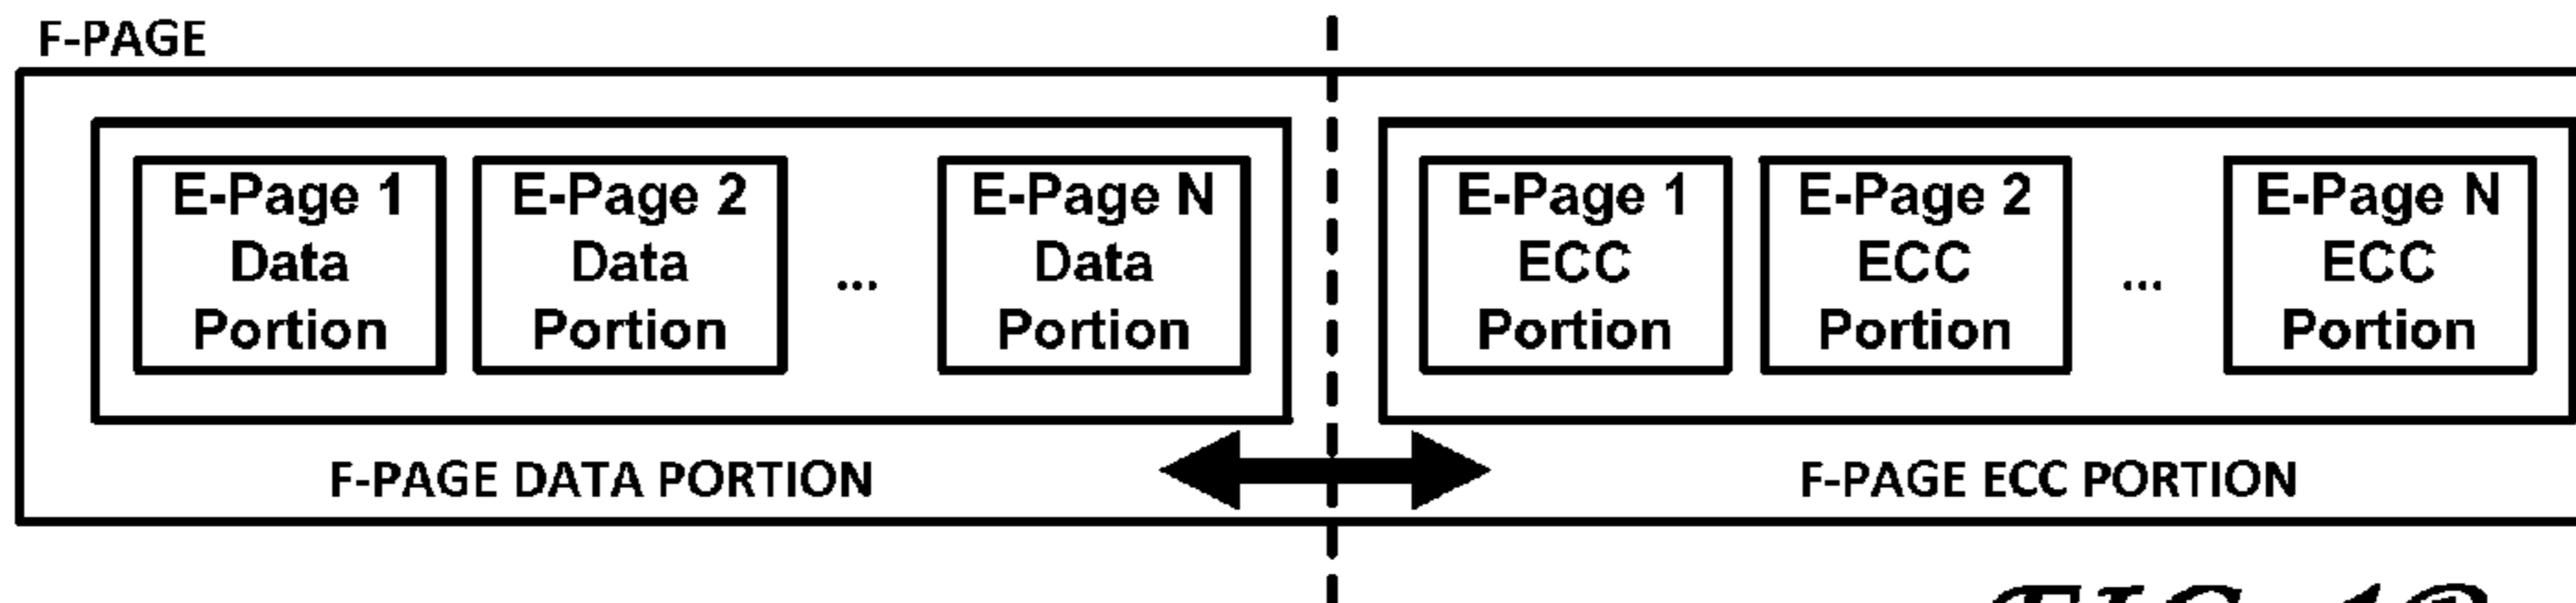 F-PAGE
E-Page 1
Data
Portion
E-Page 2
Data
Portion
...
E-Page N
Data
Portion
E-Page 1
ECC
Portion
E-Page 2
ECC
Portion
...
E-Page N
ECC
Portion
F-PAGE DATA PORTION
F-PAGE ECC PORTION